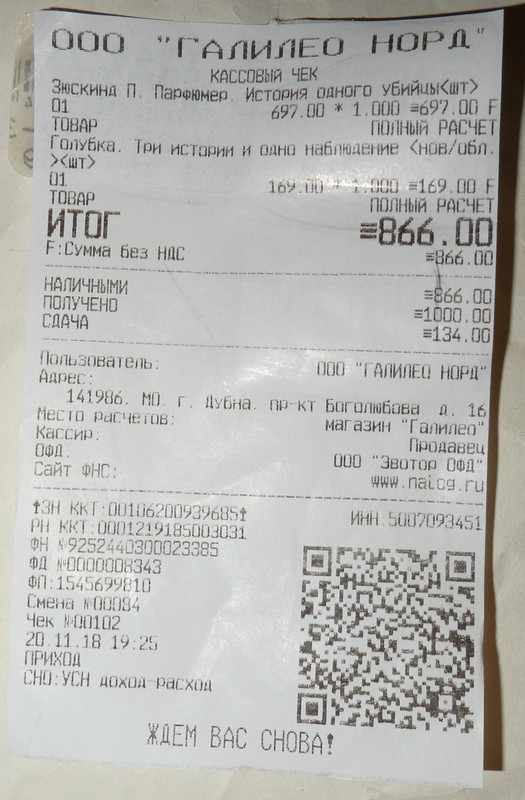 ООО "ГАЛИЛЕО НОРД"
КАССОВЫЙ ЧЕК
Зюскинд П. Парфюмер. История одного убийцы<шт>
01 697.00 * 1.000 ≡697.00 F
ТОВАР ПОЛНЫЙ РАСЧЕТ
Голубка. Три истории и одно наблюдение <нов/обл.
><шт>
01 169.00 * 1.000 ≡169.00 F
ТОВАР ПОЛНЫЙ РАСЧЕТ
ИТОГ ≡866.00
F:Сумма без НДС ≡866.00
НАЛИЧНЫМИ ≡866.00
ПОЛУЧЕНО ≡1000.00
СДАЧА ≡134.00
Пользователь: ООО "ГАЛИЛЕО НОРД"
Адрес:
141986. МО. г. Дубна. пр-кт Боголюбова д. 16
Место расчетов: магазин "Галилео"
Кассир: Продавец
ОФД: ООО "Эвотор ОФД"
Сайт ФНС: www.nalog.ru
↑ЗН ККТ:00106200939685↑ ИНН:5007093451
РН ККТ:0001219185003031
ФН №9252440300023385
ФД №0000008343
ФП:1545699810
Смена №00084
Чек №00102
20.11.18 19:25
ПРИХОД
СНО:УСН доход-расход
ЖДЕМ ВАС СНОВА!